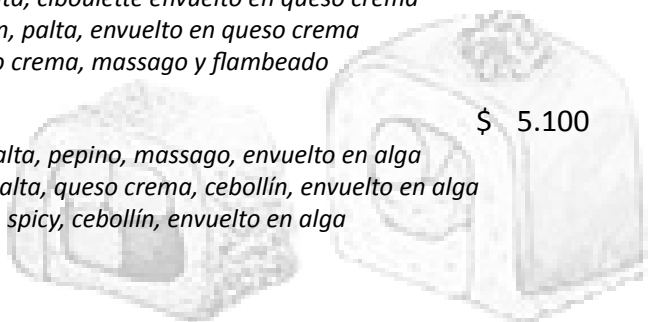 ciboulette envuelto en queso crema
palta, envuelto en queso crema
crema, massago y flambeado
$ 5.100
alta, pepino, massago, envuelto en alga
alta, queso crema, cebollín, envuelto en alga
spicy, cebollín, envuelto en alga